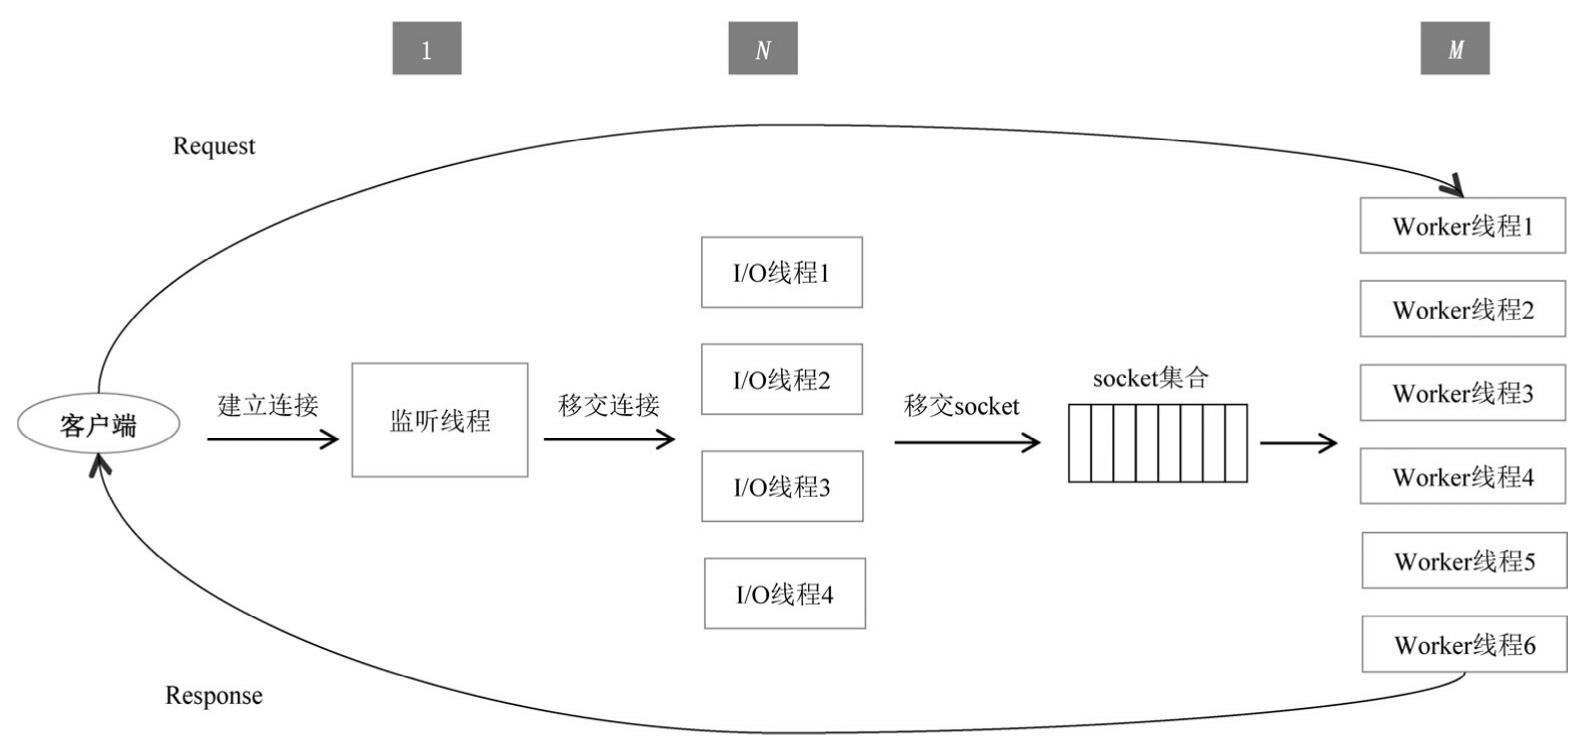 1
N
M
Request
Worker线程1
I/O线程1
Worker线程2
I/O线程2
socket集合
Worker线程3
建立连接
移交连接
移交socket
客户端
监听线程
Worker线程4
I/O线程3
Worker线程5
I/O线程4
Worker线程6
Response